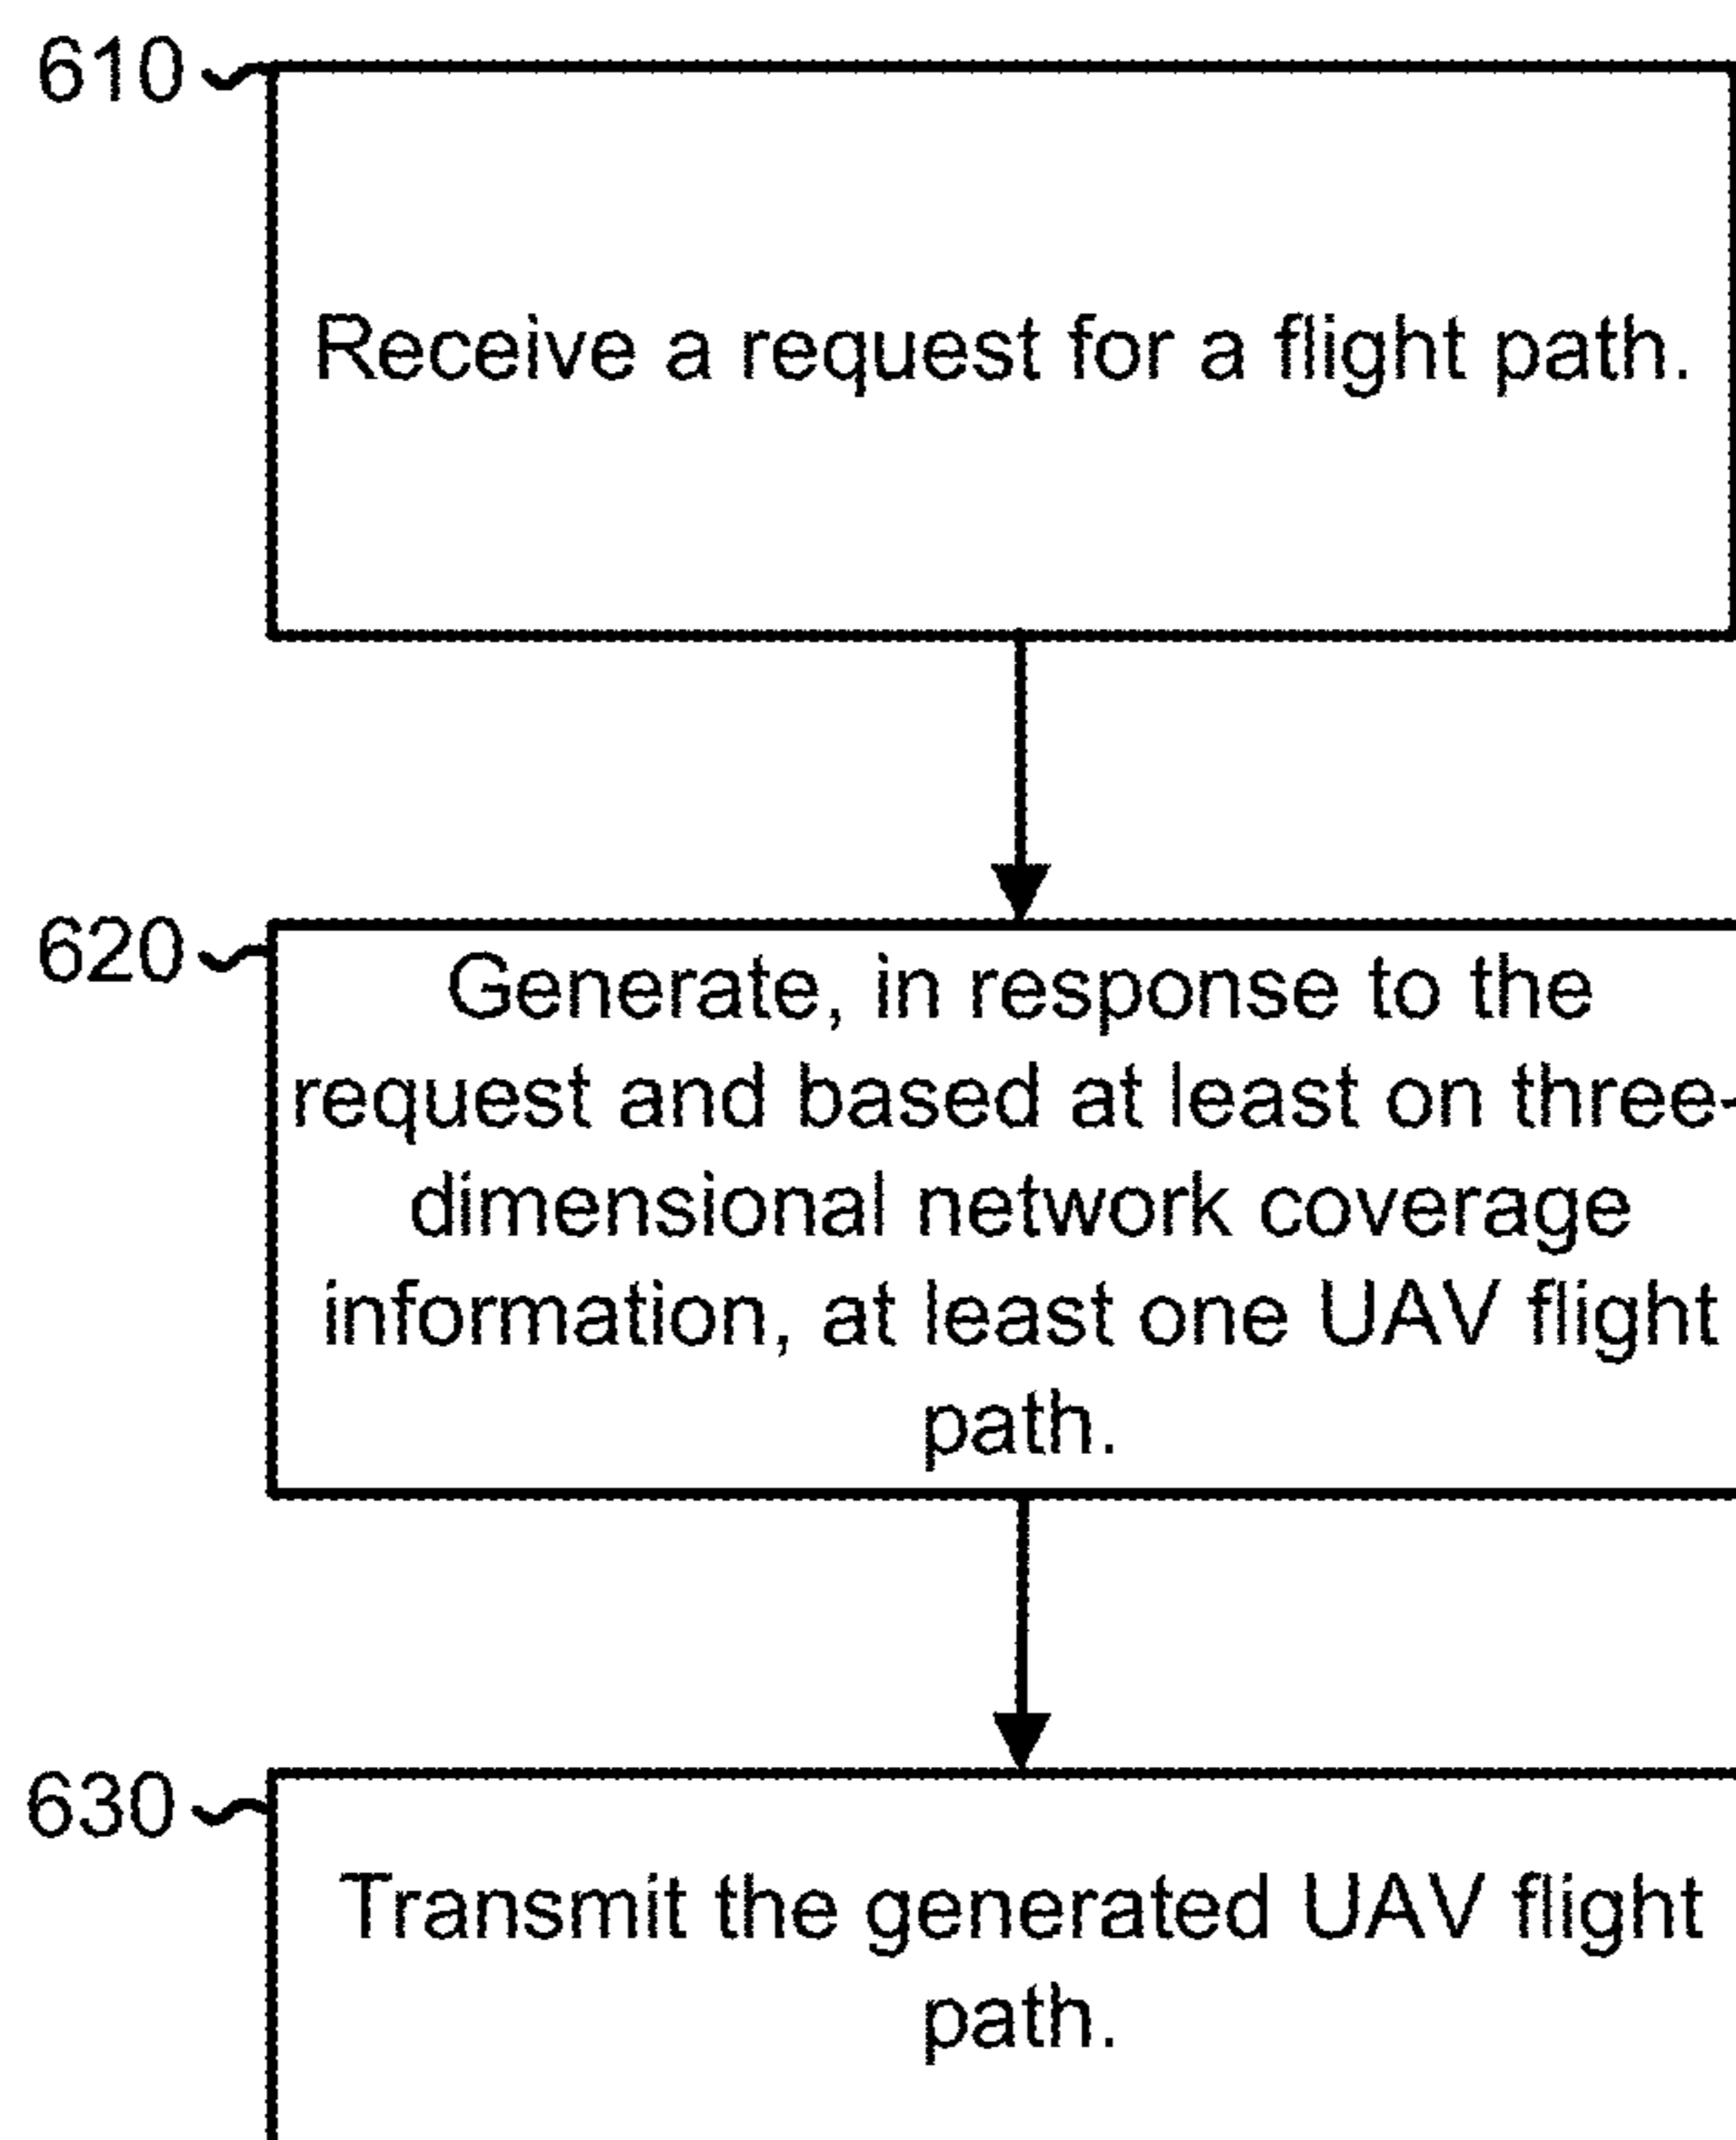 610
Receive a request for a flight path.
620
Generate, in response to the
request and based at least on three-
dimensional network coverage
information, at least one UAV flight
path.
630
Transmit the generated UAV flight
path.